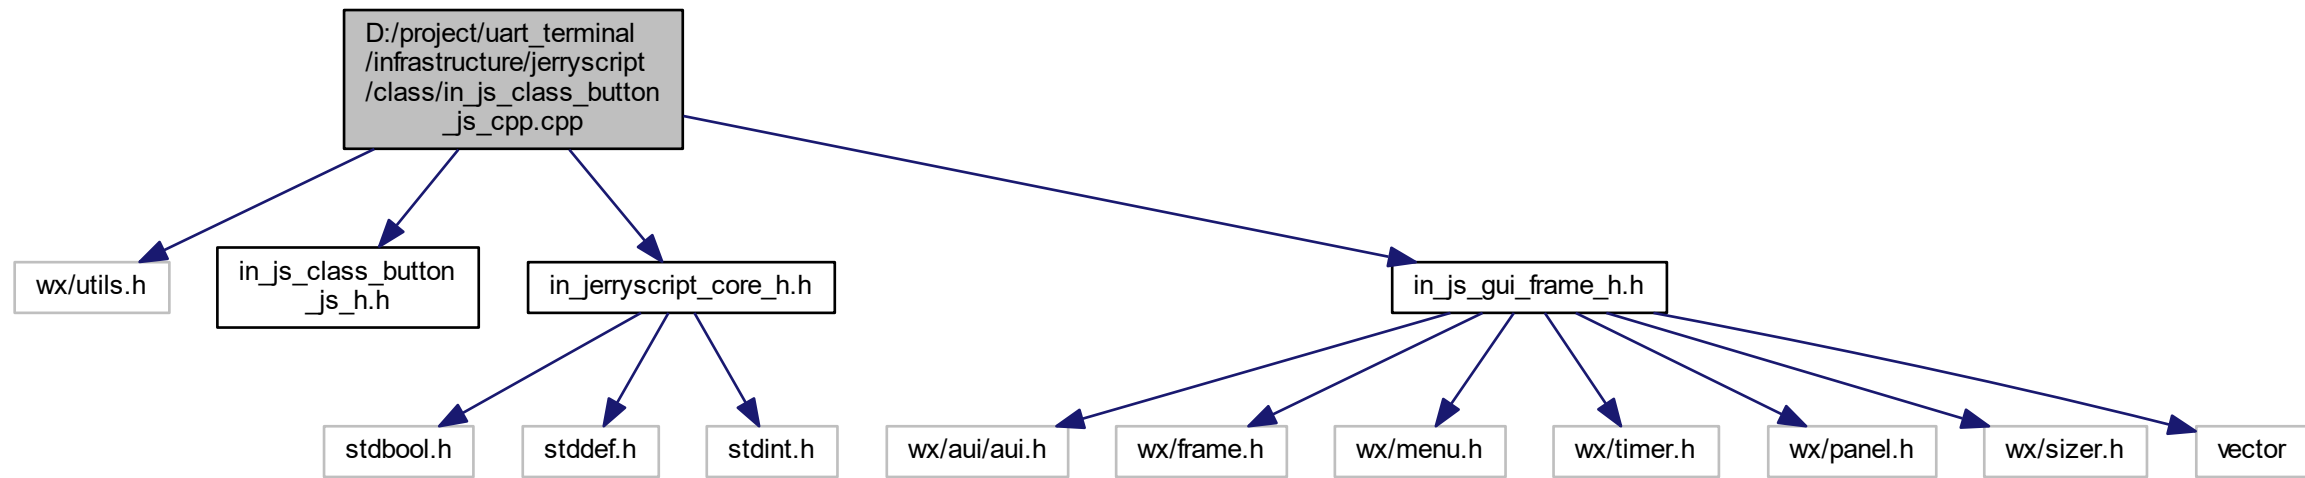 D:/project/uart_terminal
/infrastructure/jerryscript
/class/in_js_class_button
_js_cpp.cpp
wx/utils.h
in_js_class_button
_js_h.h
in_jerryscript_core_h.h
in_js_gui_frame_h.h
stdbool.h
stddef.h
stdint.h
wx/aui/aui.h
wx/frame.h
wx/menu.h
wx/timer.h
wx/panel.h
wx/sizer.h
vector